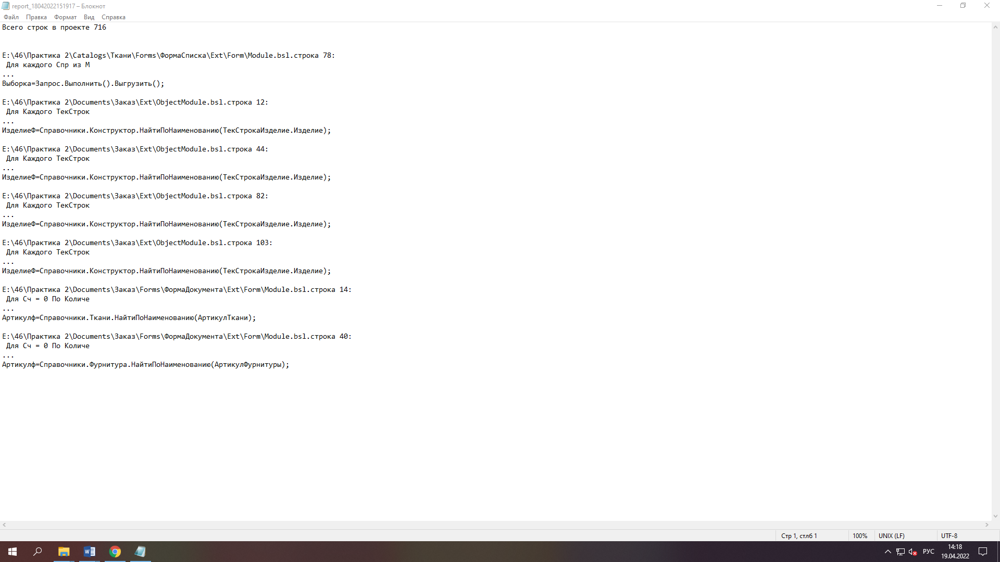 report_18042022151917 – Блокнот
Файл Правка Формат Вид Справка
Всего строк в проекте 716
E:\46\Практика 2\Catalogs\Ткани\Forms\ФормаСписка\Ext\Form\Module.bsl.строка 78:
Для каждого Спр из М
...
Выборка=Запрос.Выполнить().Выгрузить();
E:\46\Практика 2\Documents\Заказ\Ext\ObjectModule.bsl.строка 12:
Для Каждого ТекСтрок
...
ИзделиеФ=Справочники.Конструктор.НайтиПоНаименованию(ТекСтрокаИзделие.Изделие);
E:\46\Практика 2\Documents\Заказ\Ext\ObjectModule.bsl.строка 44:
Для Каждого ТекСтрок
...
ИзделиеФ=Справочники.Конструктор.НайтиПоНаименованию(ТекСтрокаИзделие.Изделие);
E:\46\Практика 2\Documents\Заказ\Ext\ObjectModule.bsl.строка 82:
Для Каждого ТекСтрок
...
ИзделиеФ=Справочники.Конструктор.НайтиПоНаименованию(ТекСтрокаИзделие.Изделие);
E:\46\Практика 2\Documents\Заказ\Ext\ObjectModule.bsl.строка 103:
Для Каждого ТекСтрок
...
ИзделиеФ=Справочники.Конструктор.НайтиПоНаименованию(ТекСтрокаИзделие.Изделие);
E:\46\Практика 2\Documents\Заказ\Forms\ФормаДокумента\Ext\Form\Module.bsl.строка 14:
Для Сч = 0 По Количе
...
Артикулф=Справочники.Ткани.НайтиПоНаименованию(АртикулТкани);
E:\46\Практика 2\Documents\Заказ\Forms\ФормаДокумента\Ext\Form\Module.bsl.строка 40:
Для Сч = 0 По Количе
...
Артикулф=Справочники.Фурнитура.НайтиПоНаименованию(АртикулФурнитуры);
Стр 1, стлб 1 100% UNIX (LF) UTF-8
РУС 14:18
19.04.2022